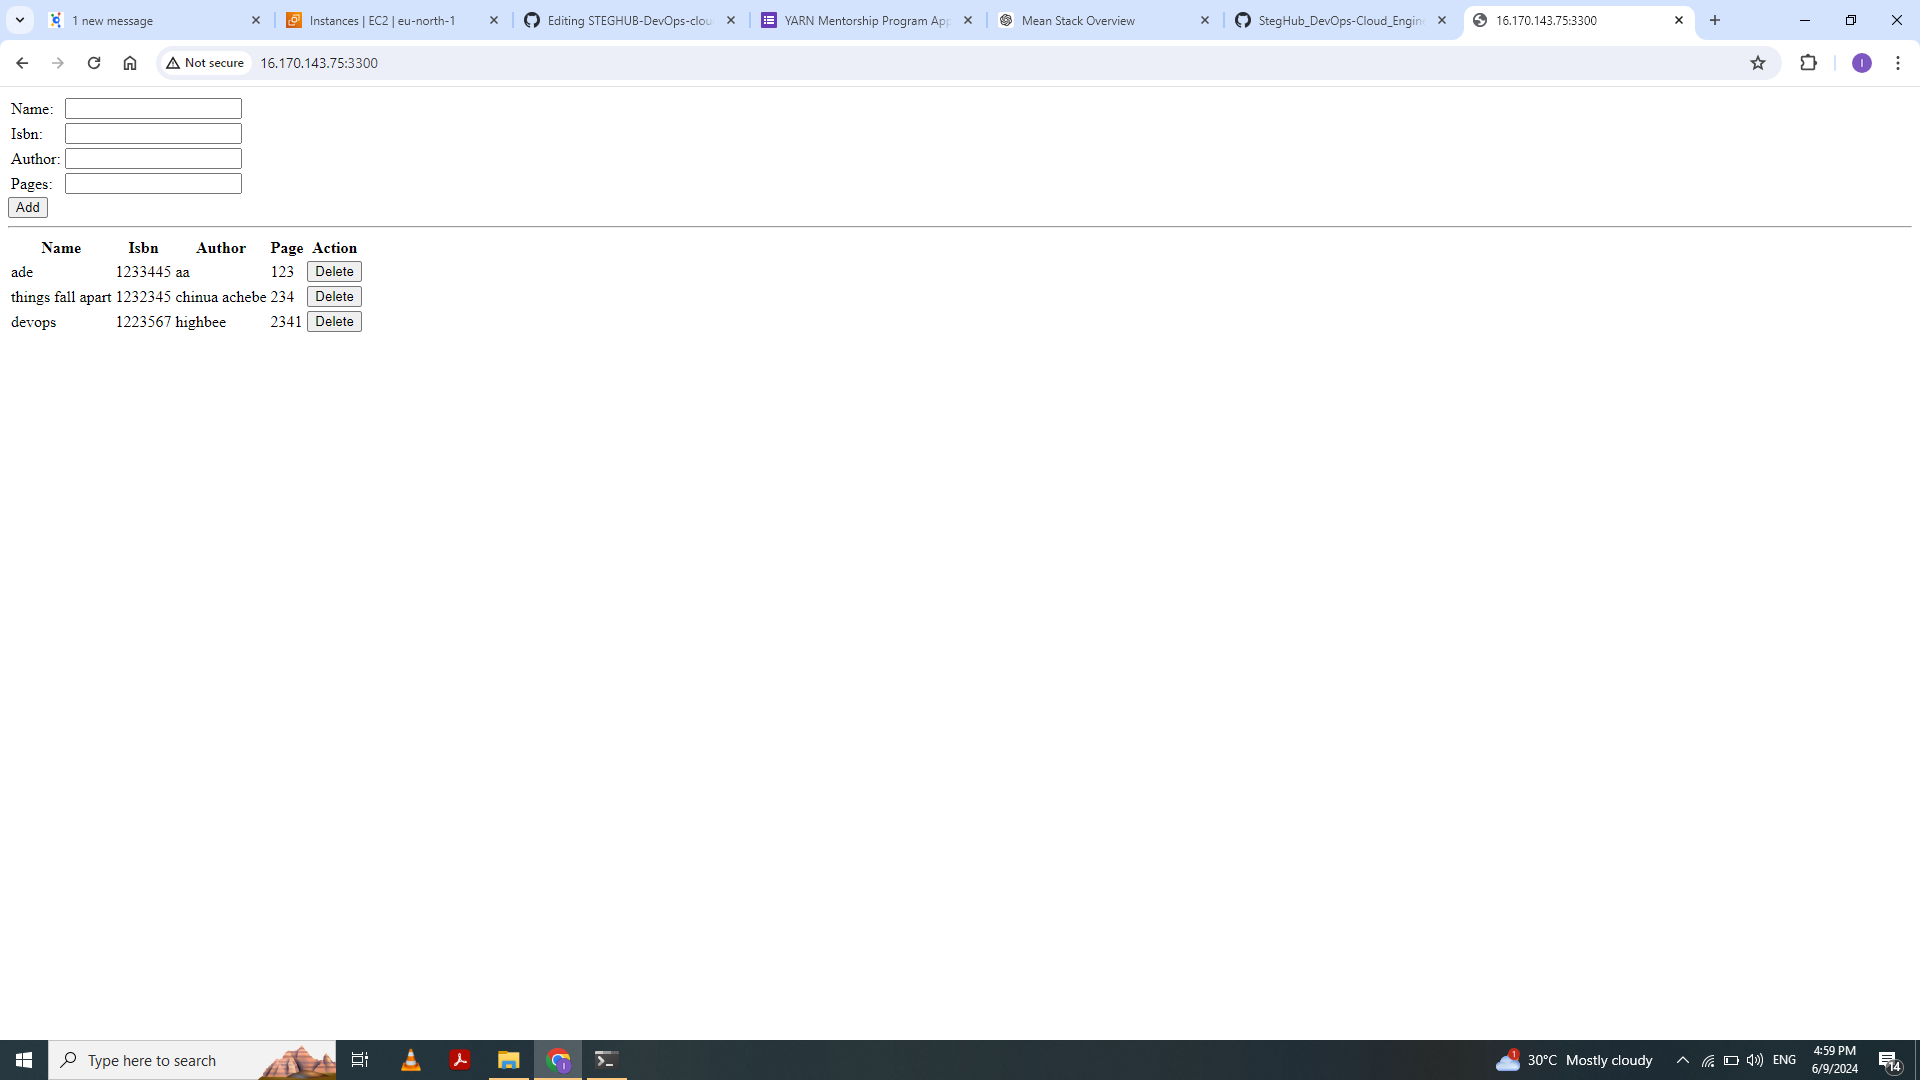 1 new message
Instances | EC2 | eu-north-1
Editing STEGHUB-DevOps-clou
YARN Mentorship Program App
Mean Stack Overview
StegHub_DevOps-Cloud_Engine
16.170.143.75:3300
Not secure
16.170.143.75:3300
I
Name:
Isbn:
Author:
Pages:
Add
Name Isbn Author Page Action
ade 1233445 aa 123 Delete
things fall apart 1232345 chinua achebe 234 Delete
devops 1223567 highbee 2341 Delete
Type here to search
I
1
30°C Mostly cloudy
ENG
4:59 PM
6/9/2024
14